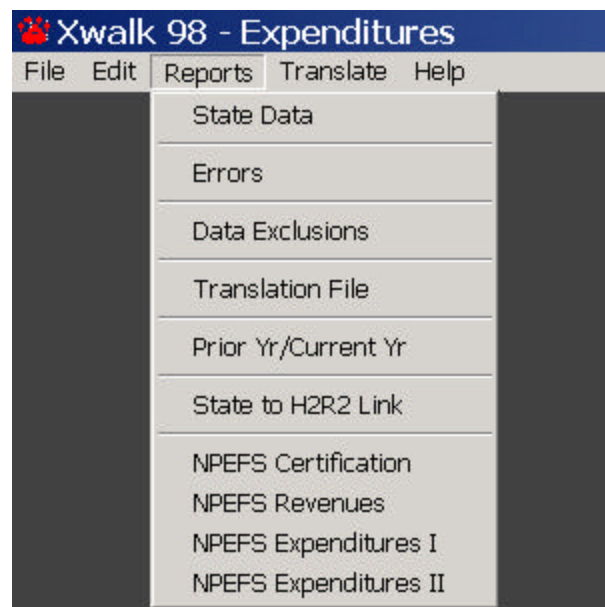 Xwalk 98 - Expenditures
File Edit Reports Translate Help
State Data
Errors
Data Exclusions
Translation File
Prior Yr/Current Yr
State to H2R2 Link
NPEFS Certification
NPEFS Revenues
NPEFS Expenditures I
NPEFS Expenditures II